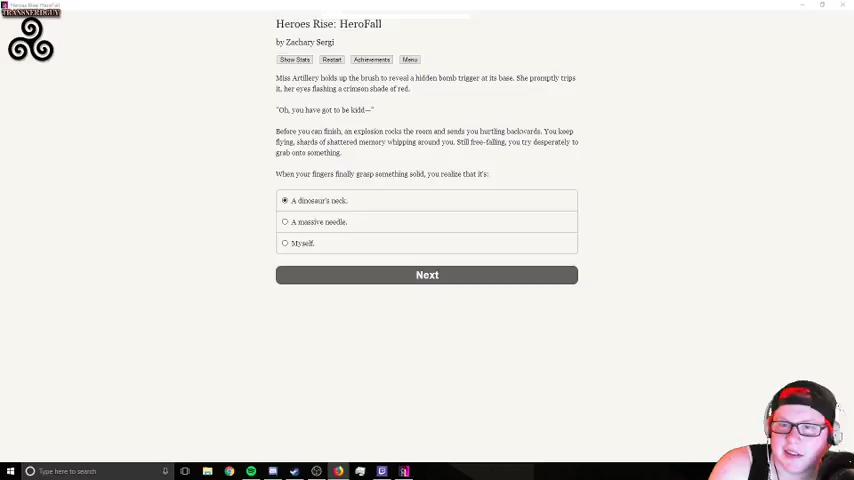 Heroes Rise: HeroFall
TRANSNERDGUY
Heroes Rise: HeroFall
by Zachary Sergi
Show Stats
Restart
Achievements
Menu
Miss Artillery holds up the brush to reveal a hidden bomb trigger at its base. She promptly trips
it, her eyes flashing a crimson shade of red.
"Oh, you have got to be kidd—"
Before you can finish, an explosion rocks the room and sends you hurtling backwards. You keep
flying, shards of shattered memory whipping around you. Still free-falling, you try desperately to
grab onto something.
When your fingers finally grasp something solid, you realize that it's:
A dinosaur's neck.
A massive needle.
Myself.
Next
Type here to search